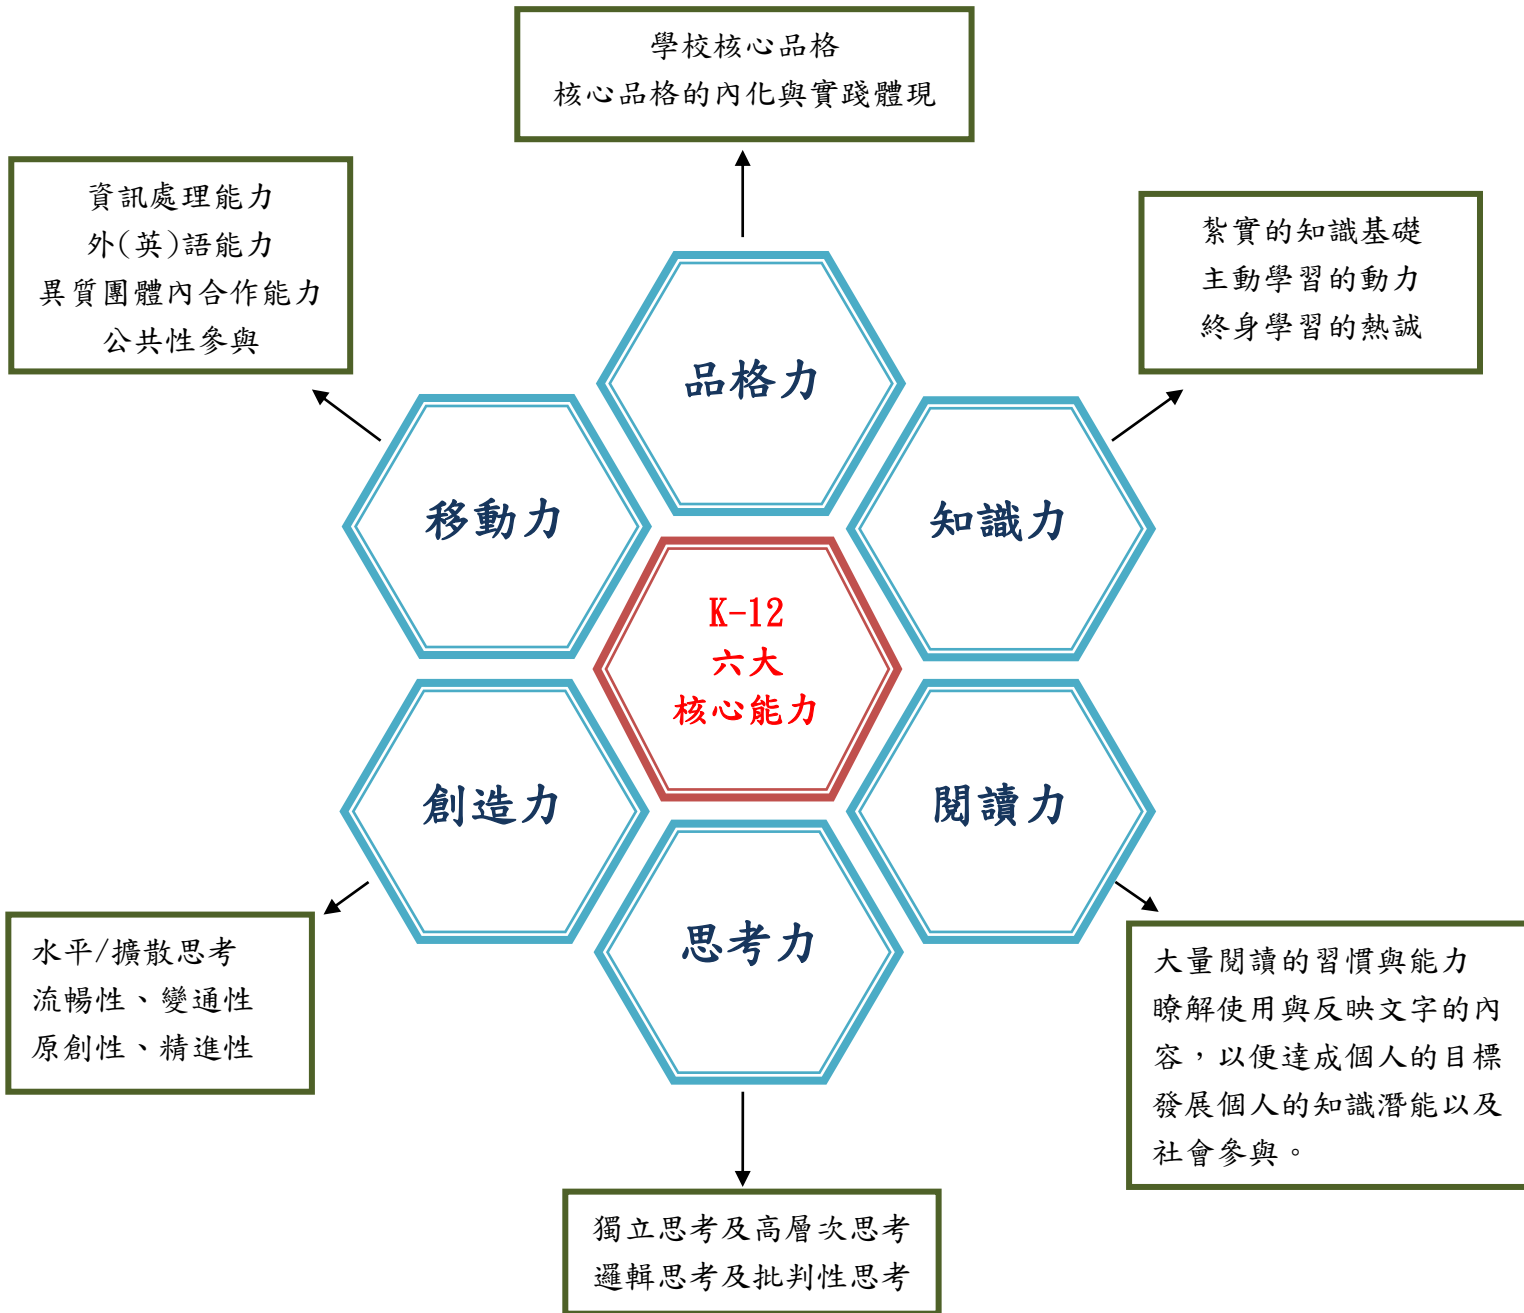 學校核心品格
核心品格的內化與實踐體現
資訊處理能力
外(英)語能力
異質團體內合作能力
公共性參與
紮實的知識基礎
主動學習的動力
終身學習的熱誠
品格力
移動力
知識力
K-12
六大
核心能力
創造力
閱讀力
思考力
水平/擴散思考
流暢性、變通性
原創性、精進性
大量閱讀的習慣與能力
瞭解使用與反映文字的內
容，以便達成個人的目標
發展個人的知識潛能以及
社會參與。
獨立思考及高層次思考
邏輯思考及批判性思考